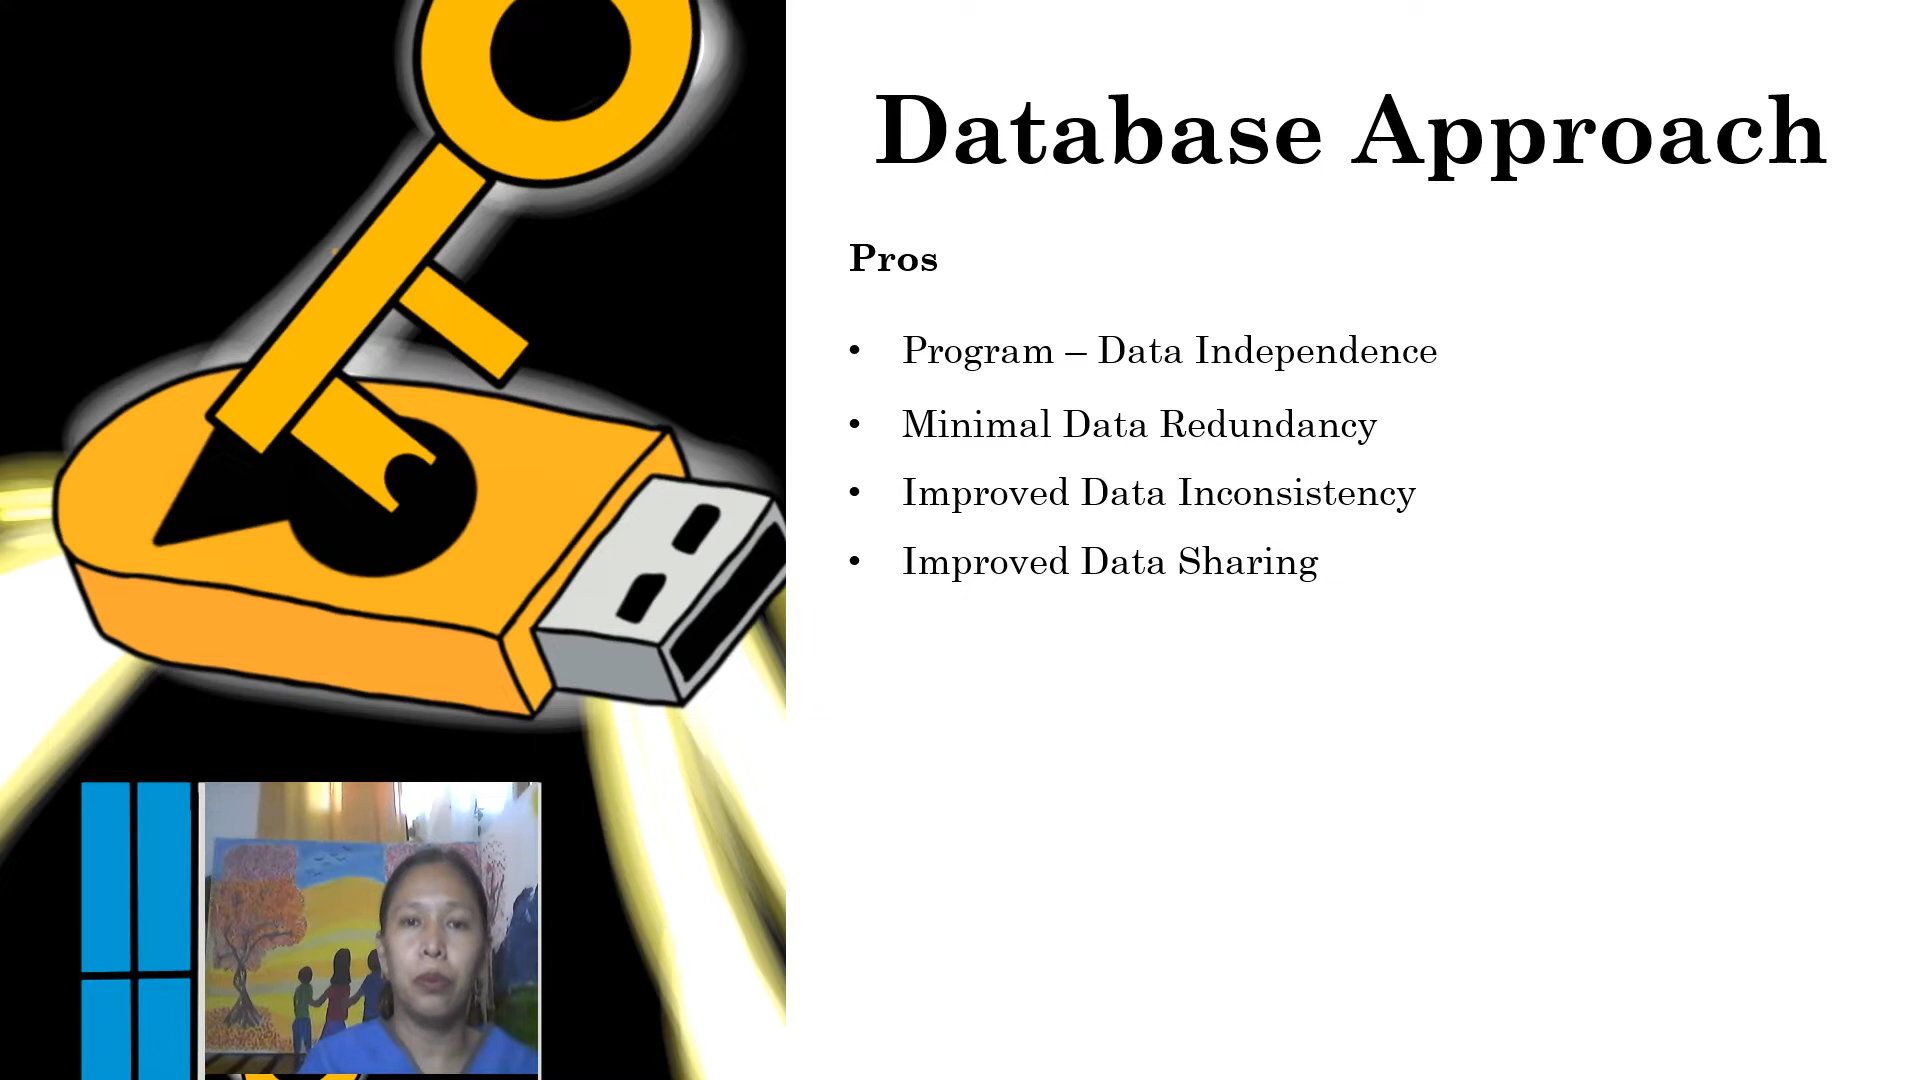 Database Approach
Pros
• Program – Data Independence
• Minimal Data Redundancy
• Improved Data Inconsistency
• Improved Data Sharing